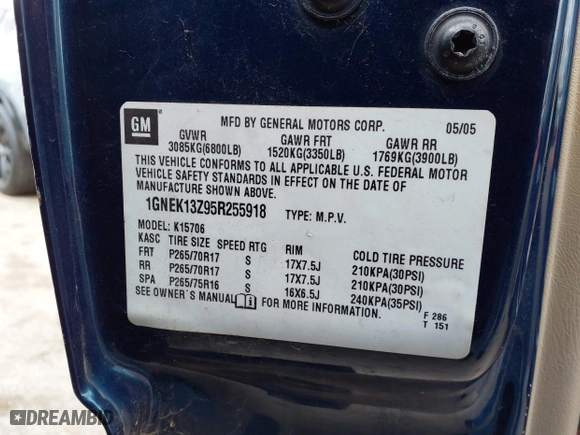 GM
MFD BY GENERAL MOTORS CORP. 05/05
GVWR GAWR FRT GAWR RR
3085KG(6800LB) 1520KG(3350LB) 1769KG(3900LB)
THIS VEHICLE CONFORMS TO ALL APPLICABLE U.S. FEDERAL MOTOR
VEHICLE SAFETY STANDARDS IN EFFECT ON THE DATE OF
MANUFACTURE SHOWN ABOVE.
1GNEK13Z95R255918 TYPE: M.P.V.
MODEL: K15706
KASC TIRE SIZE SPEED RTG RIM COLD TIRE PRESSURE
FRT P265/70R17 S 17X7.5J 210KPA(30PSI)
RR P265/70R17 S 17X7.5J 210KPA(30PSI)
SPA P265/75R16 S 16X6.5J 240KPA(35PSI)
SEE OWNER'S MANUAL FOR MORE INFORMATION. F 286
T 151
DREAMBID